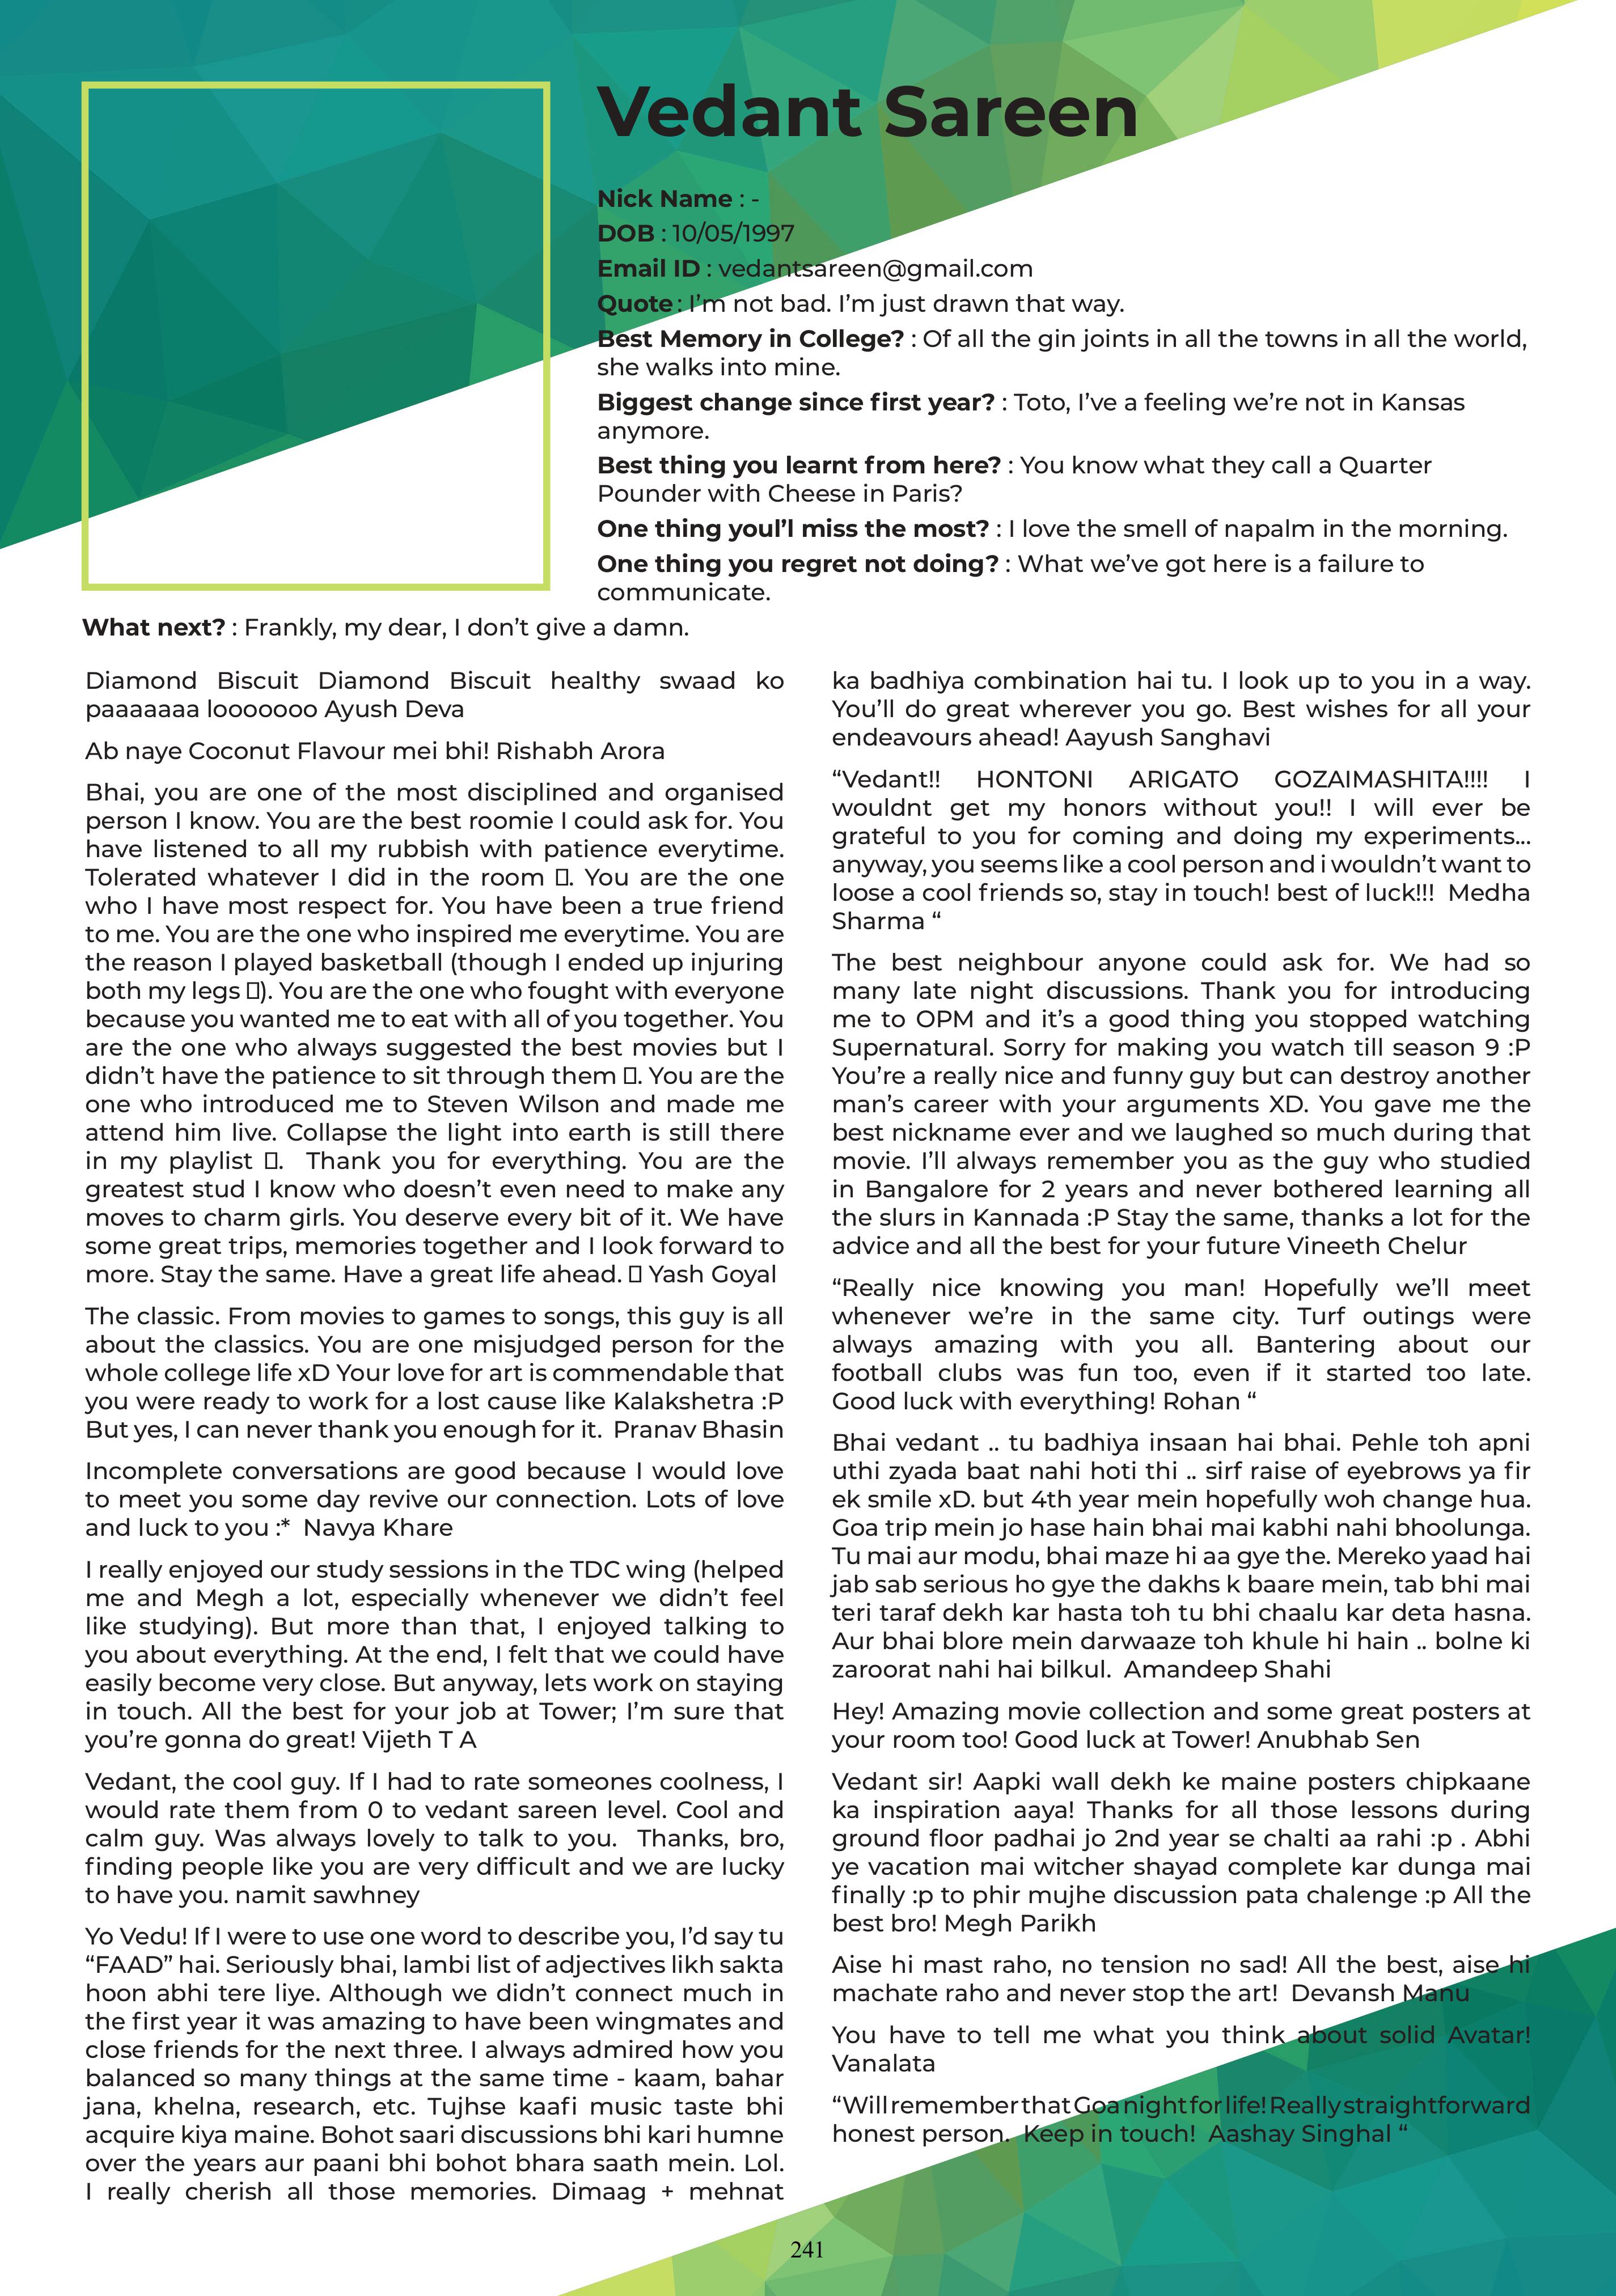 Vedant Sareen
Nick Name : -
DOB : 10/05/1997
Email ID : vedantsareen@gmail.com
Quote : I’m not bad. I’m just drawn that way.
Best Memory in College? : Of all the gin joints in all the towns in all the world,
she walks into mine.
Biggest change since first year? : Toto, I’ve a feeling we’re not in Kansas
anymore.
Best thing you learnt from here? : You know what they call a Quarter
Pounder with Cheese in Paris?
One thing youl’l miss the most? : I love the smell of napalm in the morning.
One thing you regret not doing? : What we’ve got here is a failure to
communicate.
What next? : Frankly, my dear, I don’t give a damn.
Diamond Biscuit Diamond Biscuit healthy swaad ko
paaaaaaa looooooo Ayush Deva
Ab naye Coconut Flavour mei bhi! Rishabh Arora
Bhai, you are one of the most disciplined and organised
person I know. You are the best roomie I could ask for. You
have listened to all my rubbish with patience everytime.
Tolerated whatever I did in the room . You are the one
who I have most respect for. You have been a true friend
to me. You are the one who inspired me everytime. You are
the reason I played basketball (though I ended up injuring
both my legs ). You are the one who fought with everyone
because you wanted me to eat with all of you together. You
are the one who always suggested the best movies but I
didn’t have the patience to sit through them . You are the
one who introduced me to Steven Wilson and made me
attend him live. Collapse the light into earth is still there
in my playlist . Thank you for everything. You are the
greatest stud I know who doesn’t even need to make any
moves to charm girls. You deserve every bit of it. We have
some great trips, memories together and I look forward to
more. Stay the same. Have a great life ahead. Yash Goyal
The classic. From movies to games to songs, this guy is all
about the classics. You are one misjudged person for the
whole college life xD Your love for art is commendable that
you were ready to work for a lost cause like Kalakshetra :P
But yes, I can never thank you enough for it. Pranav Bhasin
Incomplete conversations are good because I would love
to meet you some day revive our connection. Lots of love
and luck to you :* Navya Khare
I really enjoyed our study sessions in the TDC wing (helped
me and Megh a lot, especially whenever we didn’t feel
like studying). But more than that, I enjoyed talking to
you about everything. At the end, I felt that we could have
easily become very close. But anyway, lets work on staying
in touch. All the best for your job at Tower; I’m sure that
you’re gonna do great! Vijeth T A
Vedant, the cool guy. If I had to rate someones coolness, I
would rate them from 0 to vedant sareen level. Cool and
calm guy. Was always lovely to talk to you. Thanks, bro,
finding people like you are very difficult and we are lucky
to have you. namit sawhney
Yo Vedu! If I were to use one word to describe you, I’d say tu
“FAAD” hai. Seriously bhai, lambi list of adjectives likh sakta
hoon abhi tere liye. Although we didn’t connect much in
the first year it was amazing to have been wingmates and
close friends for the next three. I always admired how you
balanced so many things at the same time - kaam, bahar
jana, khelna, research, etc. Tujhse kaafi music taste bhi
acquire kiya maine. Bohot saari discussions bhi kari humne
over the years aur paani bhi bohot bhara saath mein. Lol.
I really cherish all those memories. Dimaag + mehnat
ka badhiya combination hai tu. I look up to you in a way.
You’ll do great wherever you go. Best wishes for all your
endeavours ahead! Aayush Sanghavi
“Vedant!! HONTONI ARIGATO GOZAIMASHITA!!!! I
wouldnt get my honors without you!! I will ever be
grateful to you for coming and doing my experiments...
anyway, you seems like a cool person and i wouldn’t want to
loose a cool friends so, stay in touch! best of luck!!! Medha
Sharma “
The best neighbour anyone could ask for. We had so
many late night discussions. Thank you for introducing
me to OPM and it’s a good thing you stopped watching
Supernatural. Sorry for making you watch till season 9 :P
You’re a really nice and funny guy but can destroy another
man’s career with your arguments XD. You gave me the
best nickname ever and we laughed so much during that
movie. I’ll always remember you as the guy who studied
in Bangalore for 2 years and never bothered learning all
the slurs in Kannada :P Stay the same, thanks a lot for the
advice and all the best for your future Vineeth Chelur
“Really nice knowing you man! Hopefully we’ll meet
whenever we’re in the same city. Turf outings were
always amazing with you all. Bantering about our
football clubs was fun too, even if it started too late.
Good luck with everything! Rohan “
Bhai vedant .. tu badhiya insaan hai bhai. Pehle toh apni
uthi zyada baat nahi hoti thi .. sirf raise of eyebrows ya fir
ek smile xD. but 4th year mein hopefully woh change hua.
Goa trip mein jo hase hain bhai mai kabhi nahi bhoolunga.
Tu mai aur modu, bhai maze hi aa gye the. Mereko yaad hai
jab sab serious ho gye the dakhs k baare mein, tab bhi mai
teri taraf dekh kar hasta toh tu bhi chaalu kar deta hasna.
Aur bhai blore mein darwaaze toh khule hi hain .. bolne ki
zaroorat nahi hai bilkul. Amandeep Shahi
Hey! Amazing movie collection and some great posters at
your room too! Good luck at Tower! Anubhab Sen
Vedant sir! Aapki wall dekh ke maine posters chipkaane
ka inspiration aaya! Thanks for all those lessons during
ground floor padhai jo 2nd year se chalti aa rahi :p . Abhi
ye vacation mai witcher shayad complete kar dunga mai
finally :p to phir mujhe discussion pata chalenge :p All the
best bro! Megh Parikh
Aise hi mast raho, no tension no sad! All the best, aise hi
machate raho and never stop the art! Devansh Manu
You have to tell me what you think about solid Avatar!
Vanalata
“Will remember that Goa night for life! Really straightforward
honest person. Keep in touch! Aashay Singhal “
241